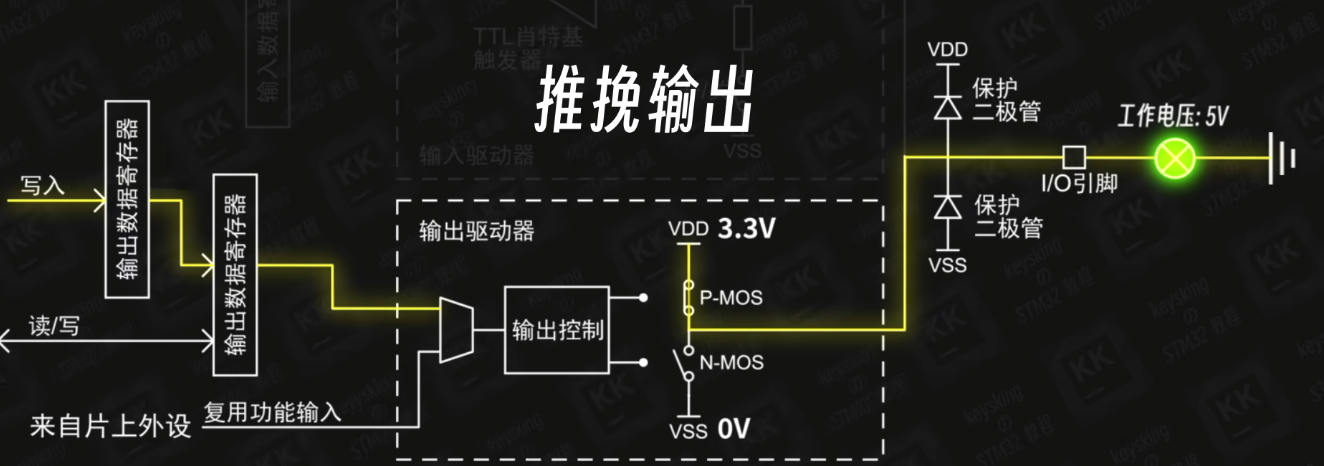 TTL肖特基
触发器
推挽输出
输入数据寄
输入驱动器
VSS
VDD
保护
二极管
工作电压: 5V
I/O引脚
保护
二极管
VSS
写入
输出数据寄存器
输出数据寄存器
读/写
来自片上外设
复用功能输入
输出驱动器
VDD 3.3V
P-MOS
输出控制
N-MOS
VSS 0V